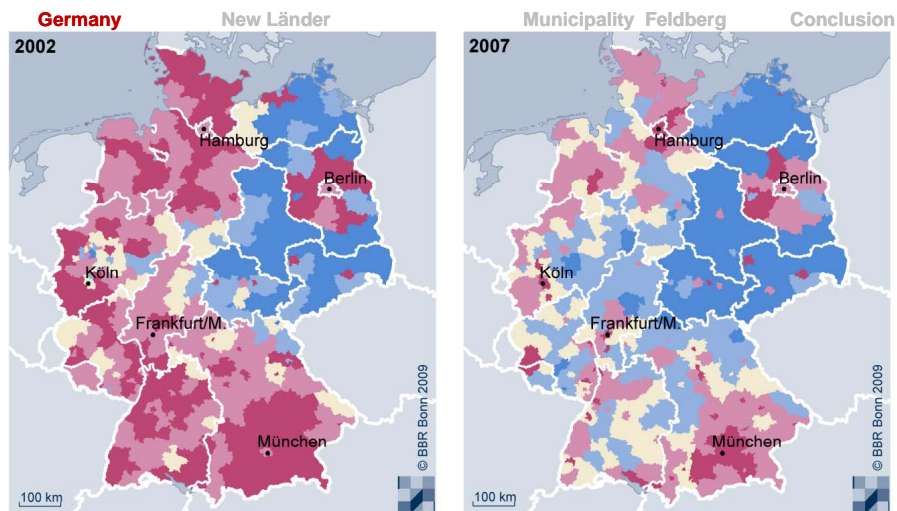 Germany New Länder Municipality Feldberg Conclusion
2002
Hamburg
Berlin
Köln
Frankfurt/M.
München
100 km
© BBR Bonn 2009
2007
Hamburg
Berlin
Köln
Frankfurt/M.
München
100 km
© BBR Bonn 2009